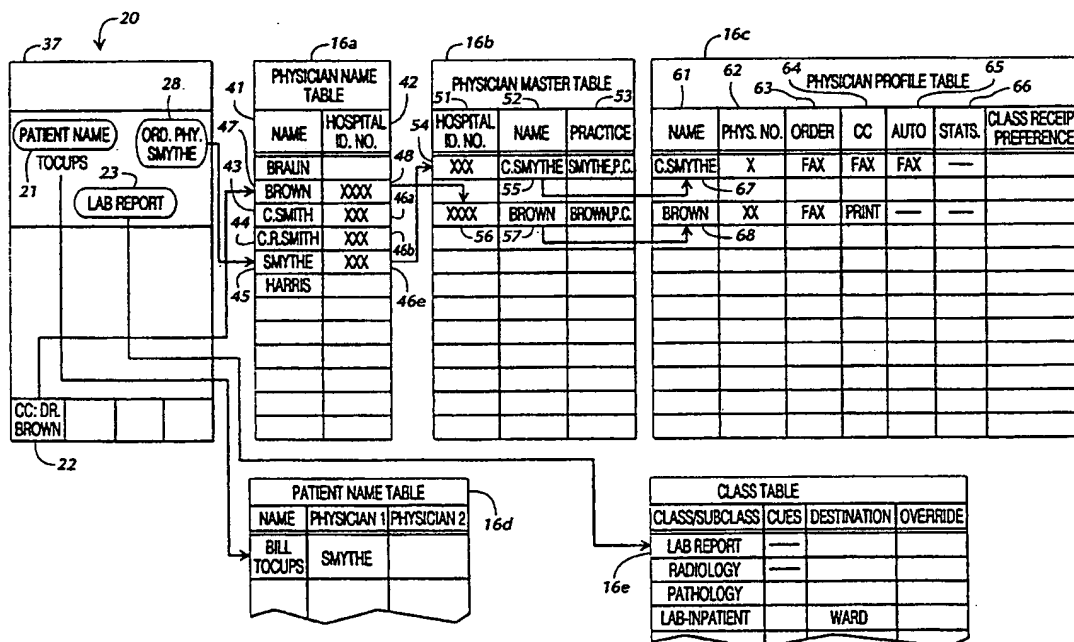 20
37
16a
16b
16c
28.
41
42
51
52
53
61
62
63
64
65
66
47
54
PHYSICIAN NAME
TABLE
NAME
HOSPITAL
ID. NO.
BRAUN
BROWN XXXX
C.SMITH XXX
C.R.SMITH XXX
SMYTHE XXX
HARRIS
43
44
45
48
46a
46b
46e
PHYSICIAN MASTER TABLE
HOSPITAL
ID. NO.
NAME
PRACTICE
XXX C.SMYTHE SMYTHE,P.C.
XXXX BROWN BROWN,P.C.
55
56
57
PHYSICIAN PROFILE TABLE
NAME PHYS. NO. ORDER CC AUTO STATS. CLASS RECEIP
PREFERENCE
C.SMYTHE X FAX FAX FAX —
BROWN XX FAX PRINT — —
67
68
PATIENT NAME
TOCUPS
21
ORD. PHY.
SMYTHE
23
LAB REPORT
CC: DR.
BROWN
22
PATIENT NAME TABLE
16d
NAME PHYSICIAN 1 PHYSICIAN 2
BILL
TOCUPS
SMYTHE
CLASS TABLE
CLASS/SUBCLASS CUES DESTINATION OVERRIDE
LAB REPORT —
16e
RADIOLOGY —
PATHOLOGY
LAB-INPATIENT WARD